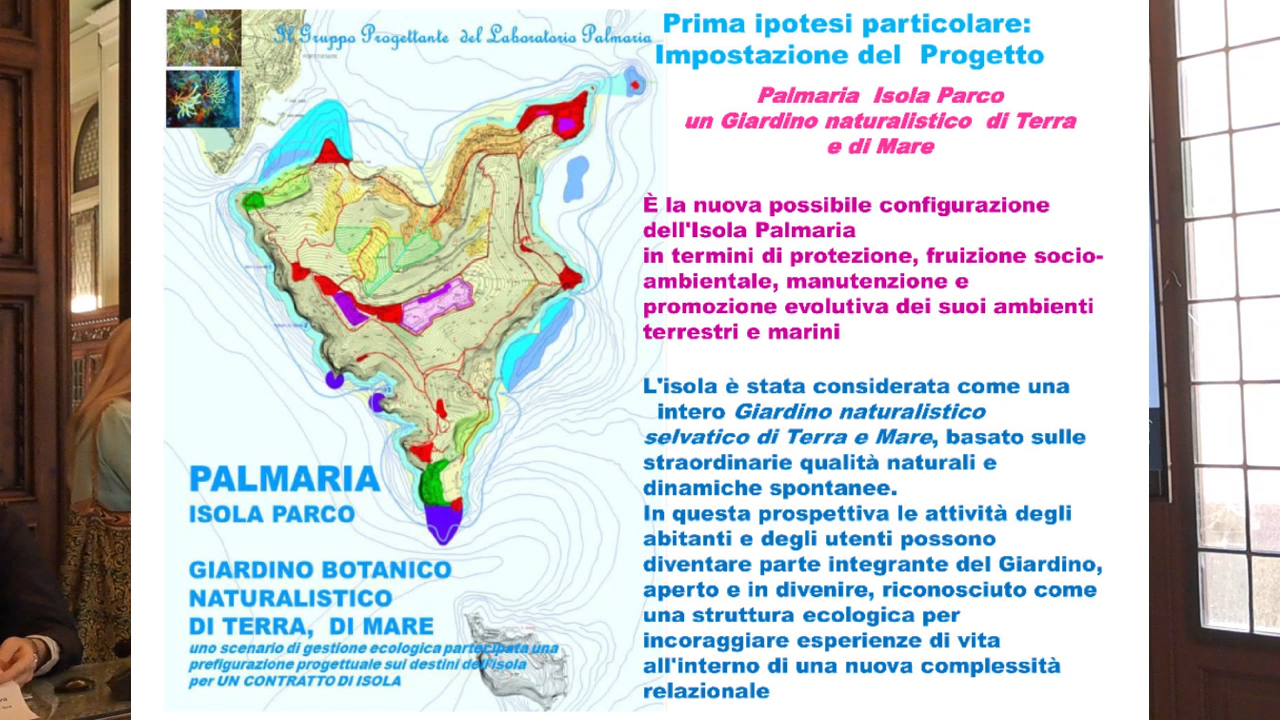 Il Gruppo Progettante del Laboratorio Palmaria
Prima ipotesi particolare:
Impostazione del Progetto
Palmaria Isola Parco
un Giardino naturalistico di Terra
e di Mare
È la nuova possibile configurazione
dell'Isola Palmaria
in termini di protezione, fruizione socio-
ambientale, manutenzione e
promozione evolutiva dei suoi ambienti
terrestri e marini
L'isola è stata considerata come una
intero Giardino naturalistico
selvatico di Terra e Mare, basato sulle
straordinarie qualità naturali e
dinamiche spontanee.
In questa prospettiva le attività degli
abitanti e degli utenti possono
diventare parte integrante del Giardino,
aperto e in divenire, riconosciuto come
una struttura ecologica per
incoraggiare esperienze di vita
all'interno di una nuova complessità
relazionale
PALMARIA
ISOLA PARCO
GIARDINO BOTANICO
NATURALISTICO
DI TERRA, DI MARE
uno scenario di gestione ecologica partecipata una
prefigurazione progettuale sui destini dell'isola
per UN CONTRATTO DI ISOLA